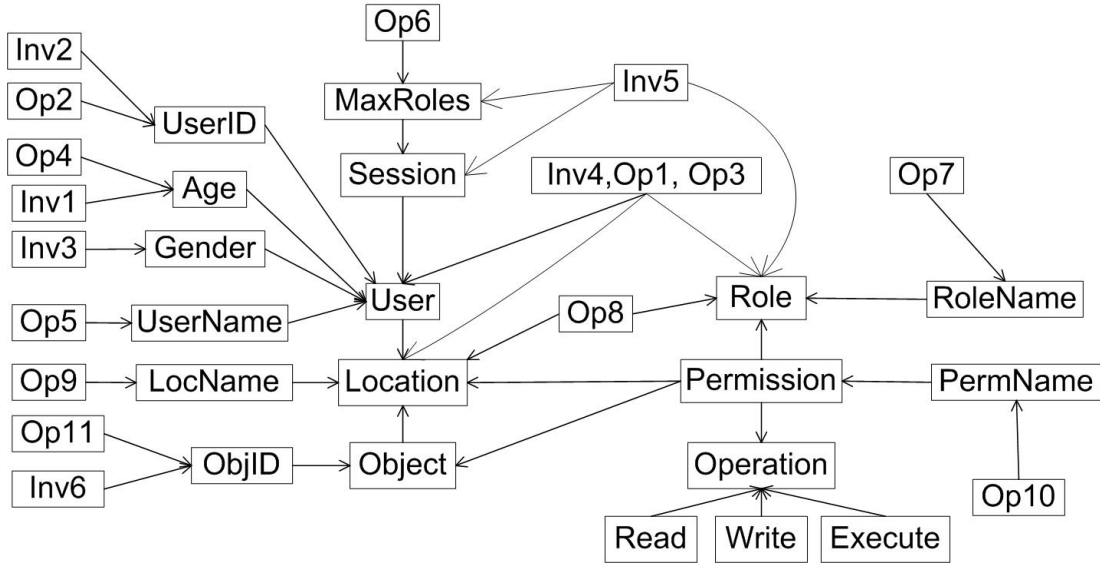 Op6
Inv2
Inv5
Op2
MaxRoles
UserID
Op4
Session
Inv4,Op1, Op3
Op7
Age
Inv1
Inv3
Gender
User
Role
RoleName
Op8
Op5
UserName
Op9
LocName
Location
Permission
PermName
Op11
ObjID
Object
Operation
Inv6
Op10
Read
Write
Execute